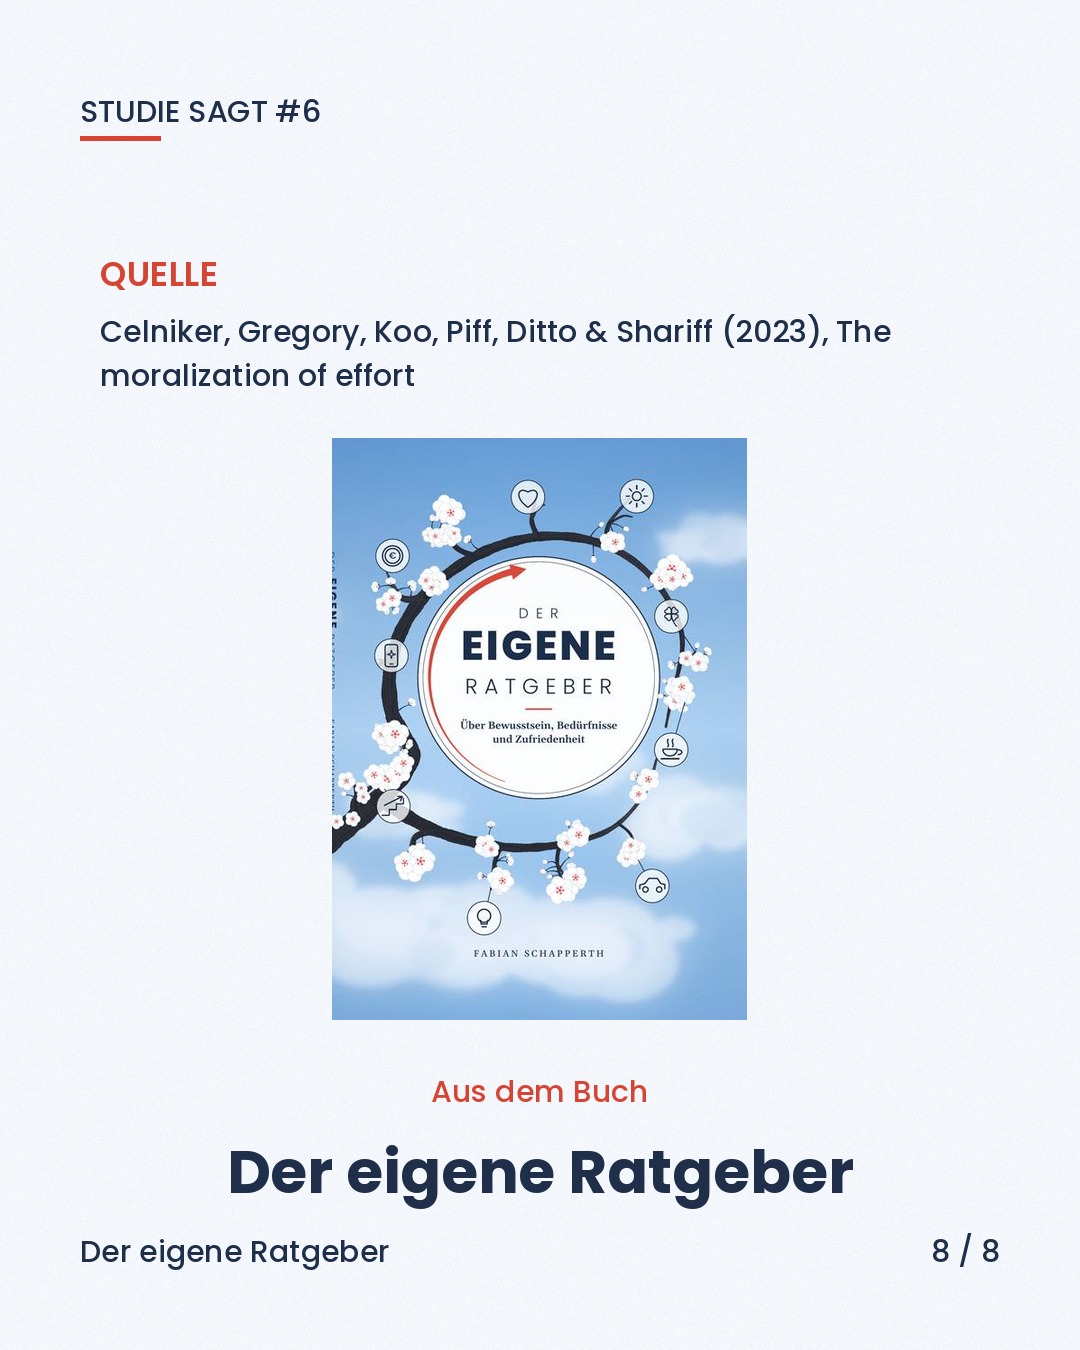 STUDIE SAGT #6
QUELLE
Celniker, Gregory, Koo, Piff, Ditto & Shariff (2023), The
moralization of effort
DER
EIGENE
RATGEBER
Über Bewusstsein, Bedürfnisse
und Zufriedenheit
FABIAN SCHAPPERTH
Aus dem Buch
Der eigene Ratgeber
Der eigene Ratgeber
8 / 8